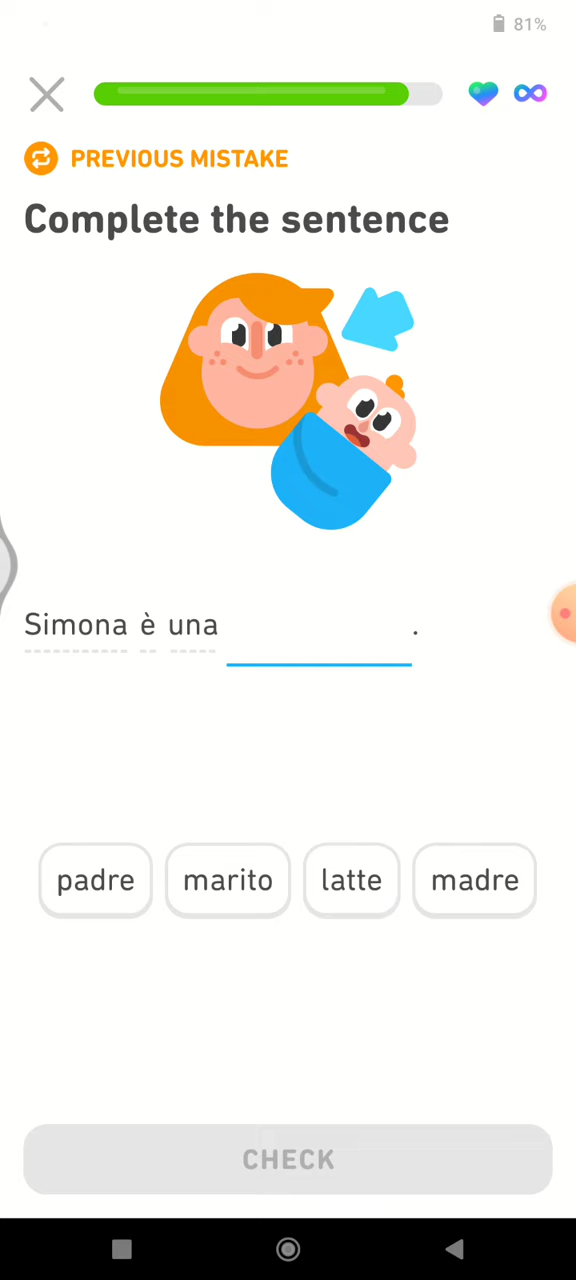 81%
PREVIOUS MISTAKE
Complete the sentence
Simona è una .
padre marito latte madre
CHECK